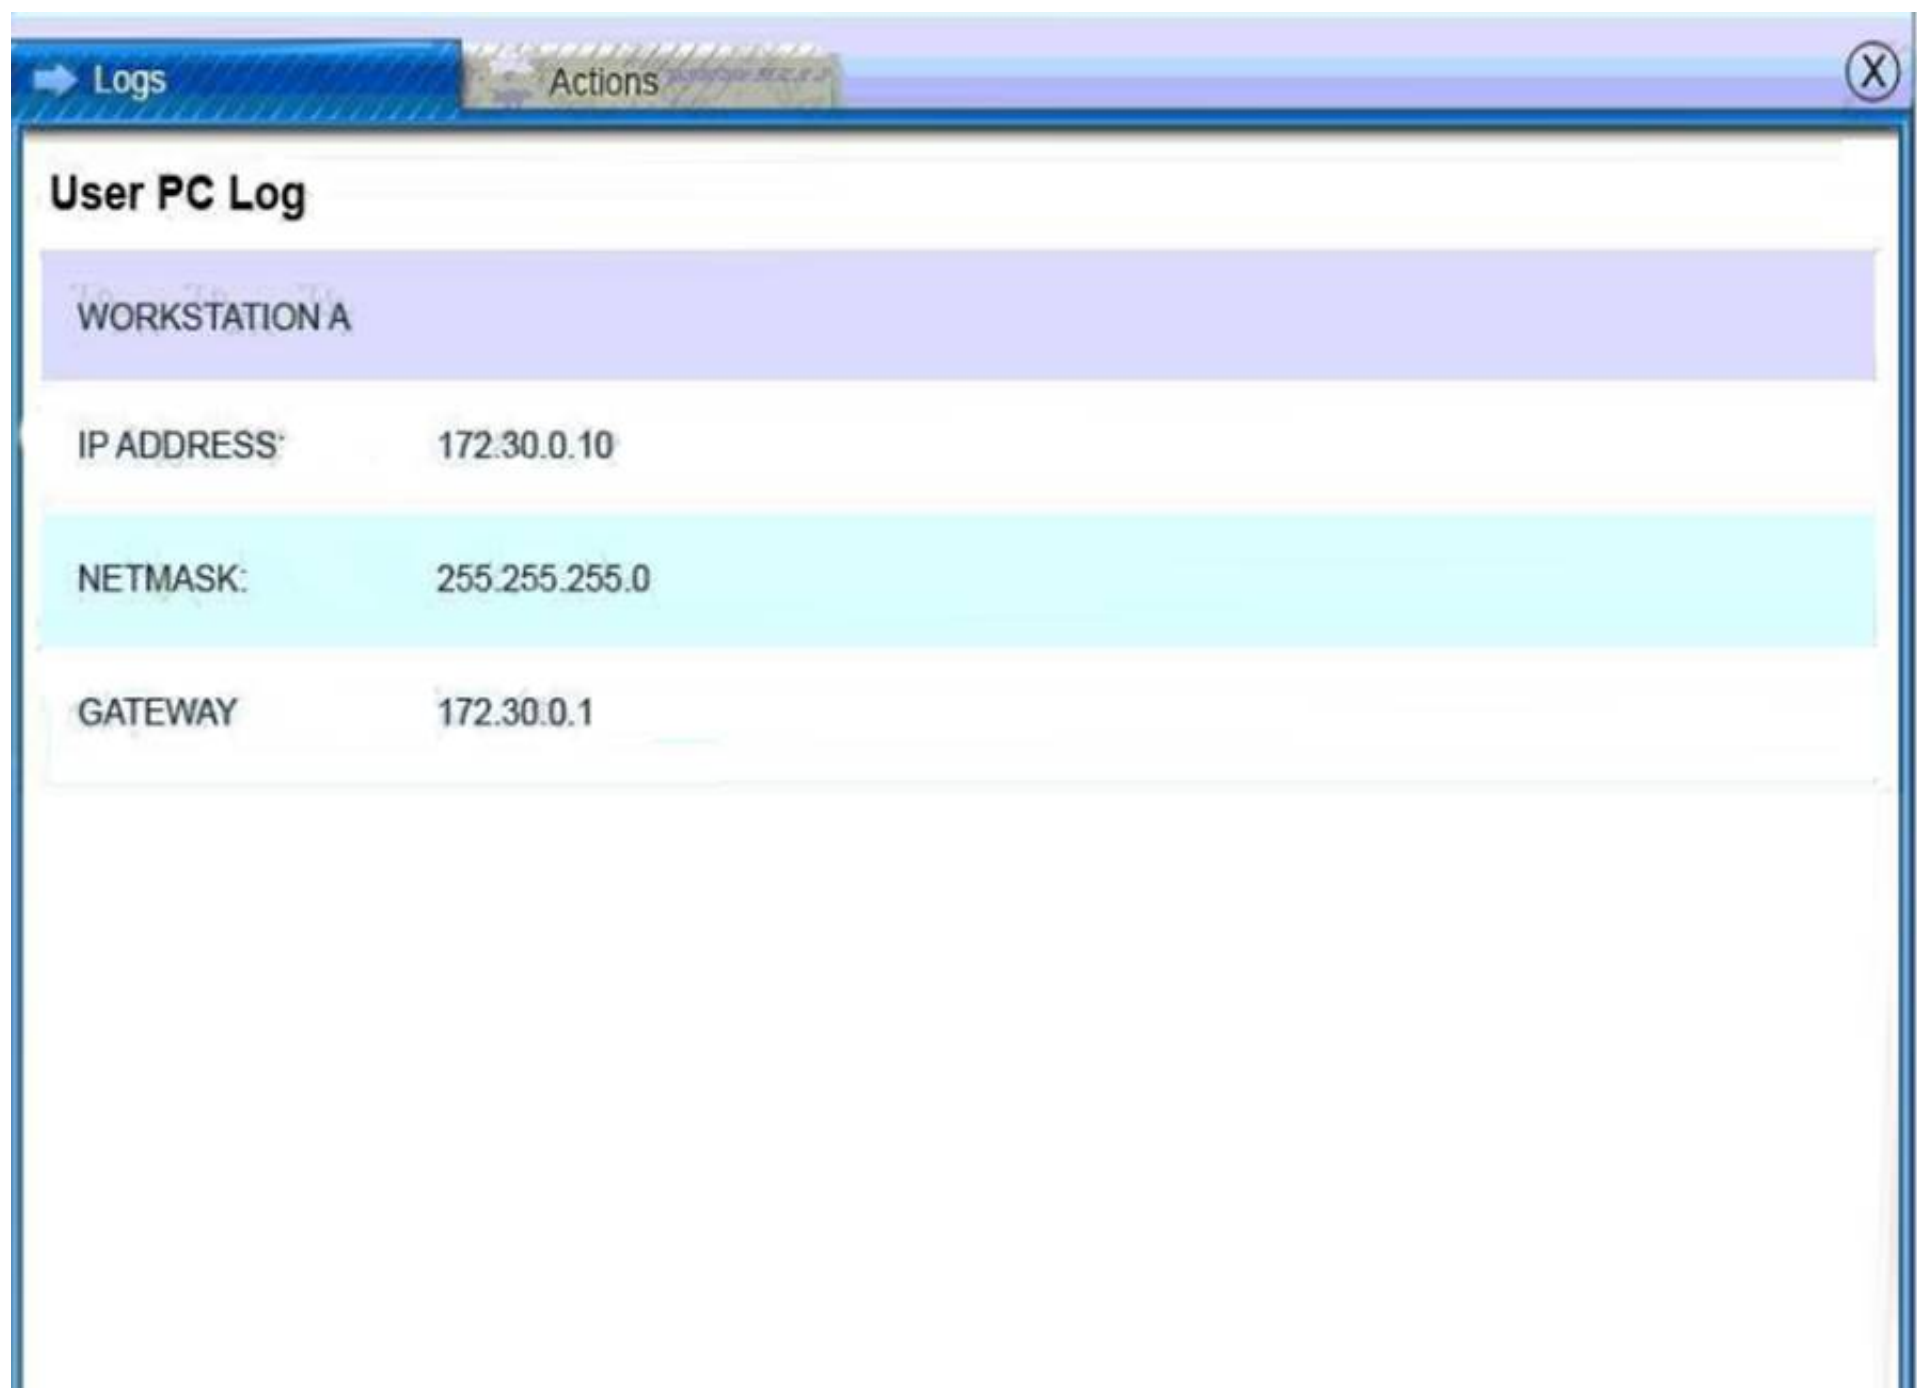 Logs
Actions
X
User PC Log
WORKSTATION A
IP ADDRESS:
172.30.0.10
NETMASK:
255.255.255.0
GATEWAY
172.30.0.1